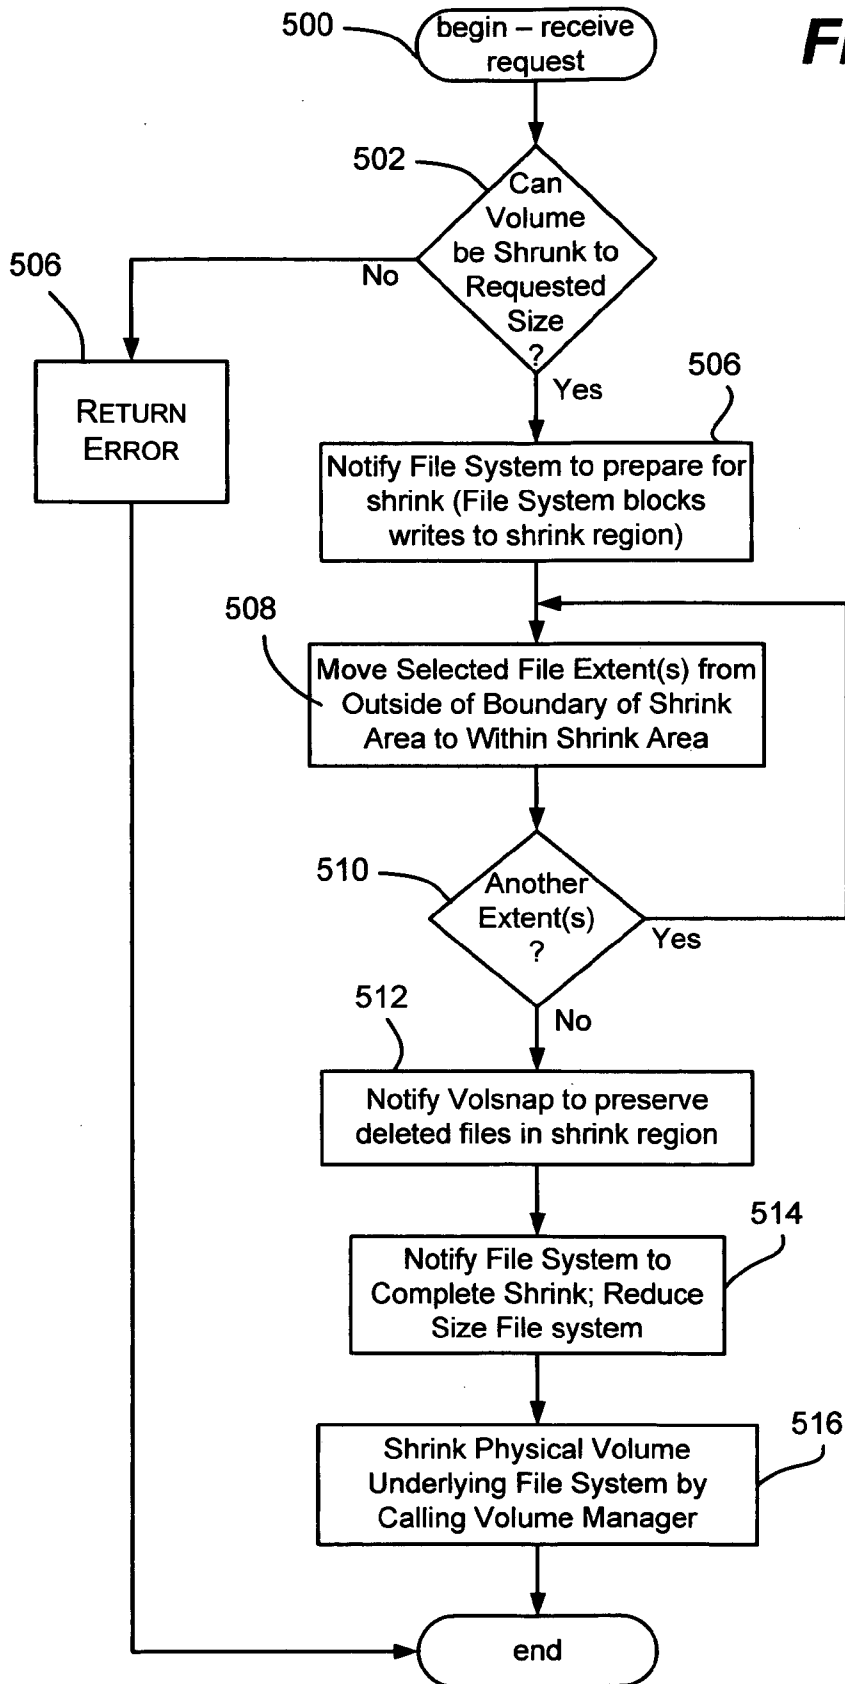 500
begin – receive
request
502
Can
Volume
be Shrunk to
Requested
Size
?
No
Yes
506
RETURN
ERROR
506
Notify File System to prepare for
shrink (File System blocks
writes to shrink region)
508
Move Selected File Extent(s) from
Outside of Boundary of Shrink
Area to Within Shrink Area
510
Another
Extent(s)
?
Yes
No
512
Notify Volsnap to preserve
deleted files in shrink region
514
Notify File System to
Complete Shrink; Reduce
Size File system
516
Shrink Physical Volume
Underlying File System by
Calling Volume Manager
end